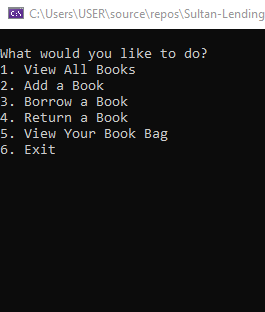 C:\Users\USER\source\repos\Sultan-Lending
What would you like to do?
1. View All Books
2. Add a Book
3. Borrow a Book
4. Return a Book
5. View Your Book Bag
6. Exit